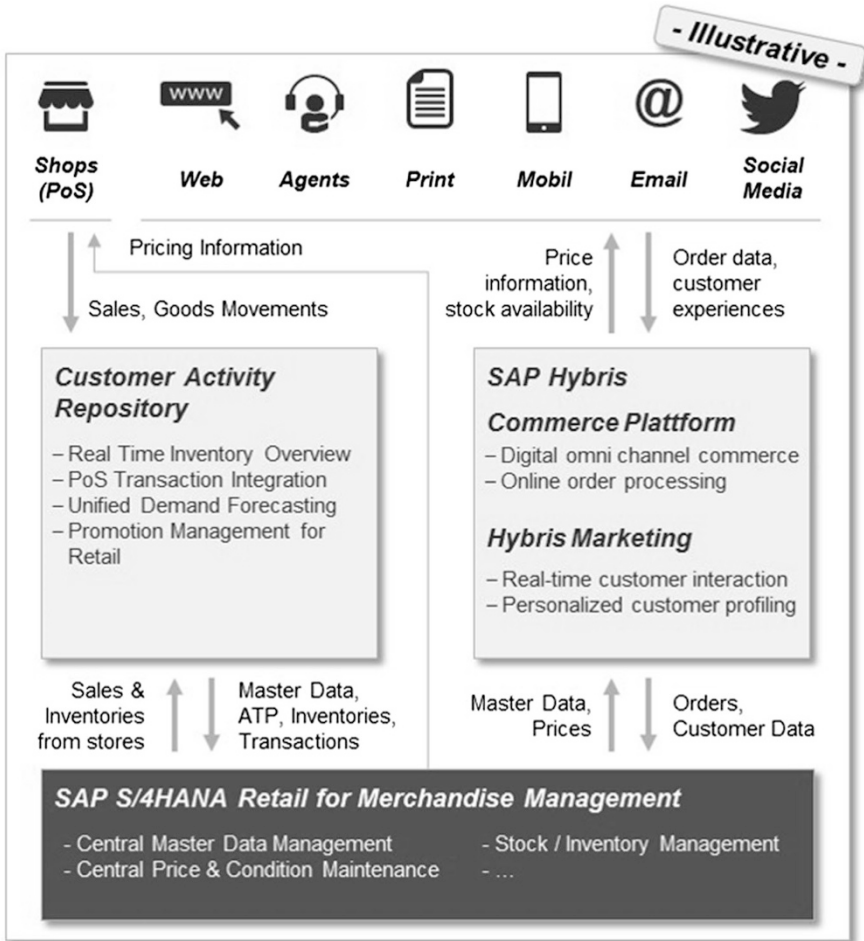 - Illustrative -
www
Shops
(PoS)
Web
Agents
Print
Mobil
@
Email
Social
Media
Pricing Information
Sales, Goods Movements
Price
information,
stock availability
Order data,
customer
experiences
Customer Activity
Repository
– Real Time Inventory Overview
– PoS Transaction Integration
– Unified Demand Forecasting
– Promotion Management for
Retail
SAP Hybris
Commerce Plattform
– Digital omni channel commerce
– Online order processing
Hybris Marketing
– Real-time customer interaction
– Personalized customer profiling
Sales &
Inventories
from stores
Master Data,
ATP, Inventories,
Transactions
Master Data,
Prices
Orders,
Customer Data
SAP S/4HANA Retail for Merchandise Management
- Central Master Data Management
- Central Price & Condition Maintenance
- Stock / Inventory Management
- ...